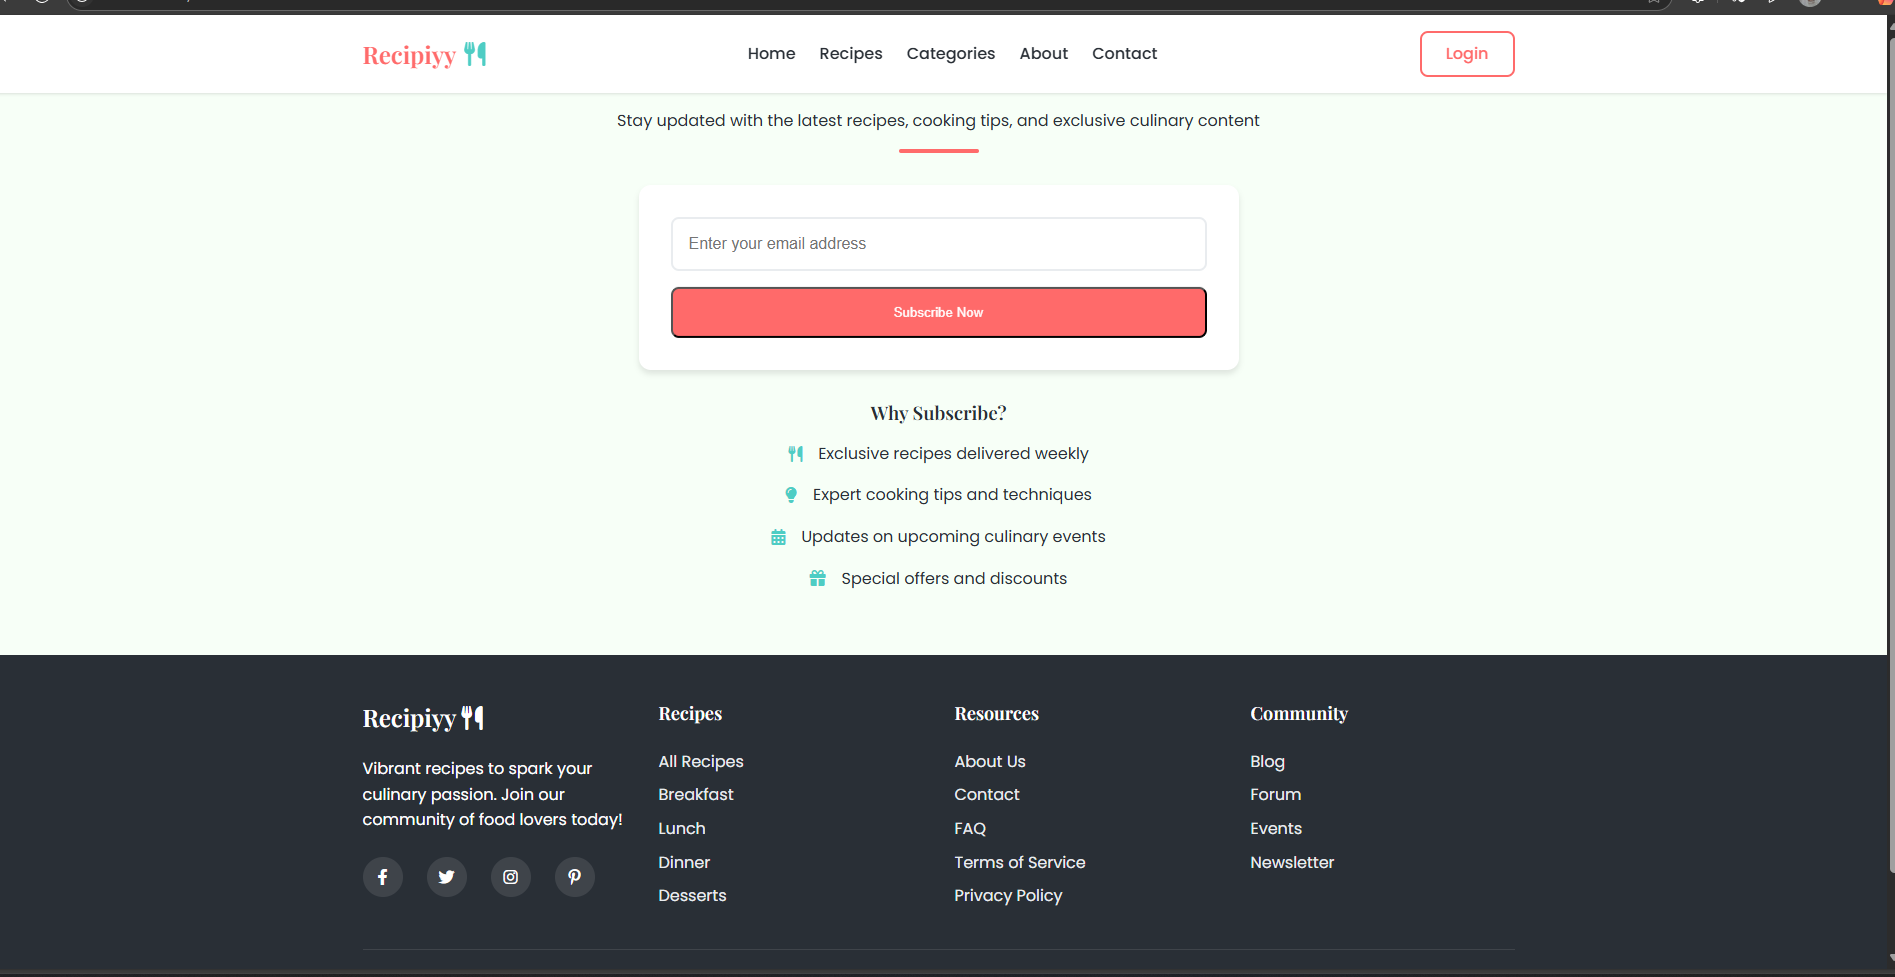 Recipiyy
Home Recipes Categories About Contact
Login
Stay updated with the latest recipes, cooking tips, and exclusive culinary content
Enter your email address
Subscribe Now
Why Subscribe?
Exclusive recipes delivered weekly
Expert cooking tips and techniques
Updates on upcoming culinary events
Special offers and discounts
Recipiyy
Vibrant recipes to spark your
culinary passion. Join our
community of food lovers today!
Recipes
All Recipes
Breakfast
Lunch
Dinner
Desserts
Resources
About Us
Contact
FAQ
Terms of Service
Privacy Policy
Community
Blog
Forum
Events
Newsletter